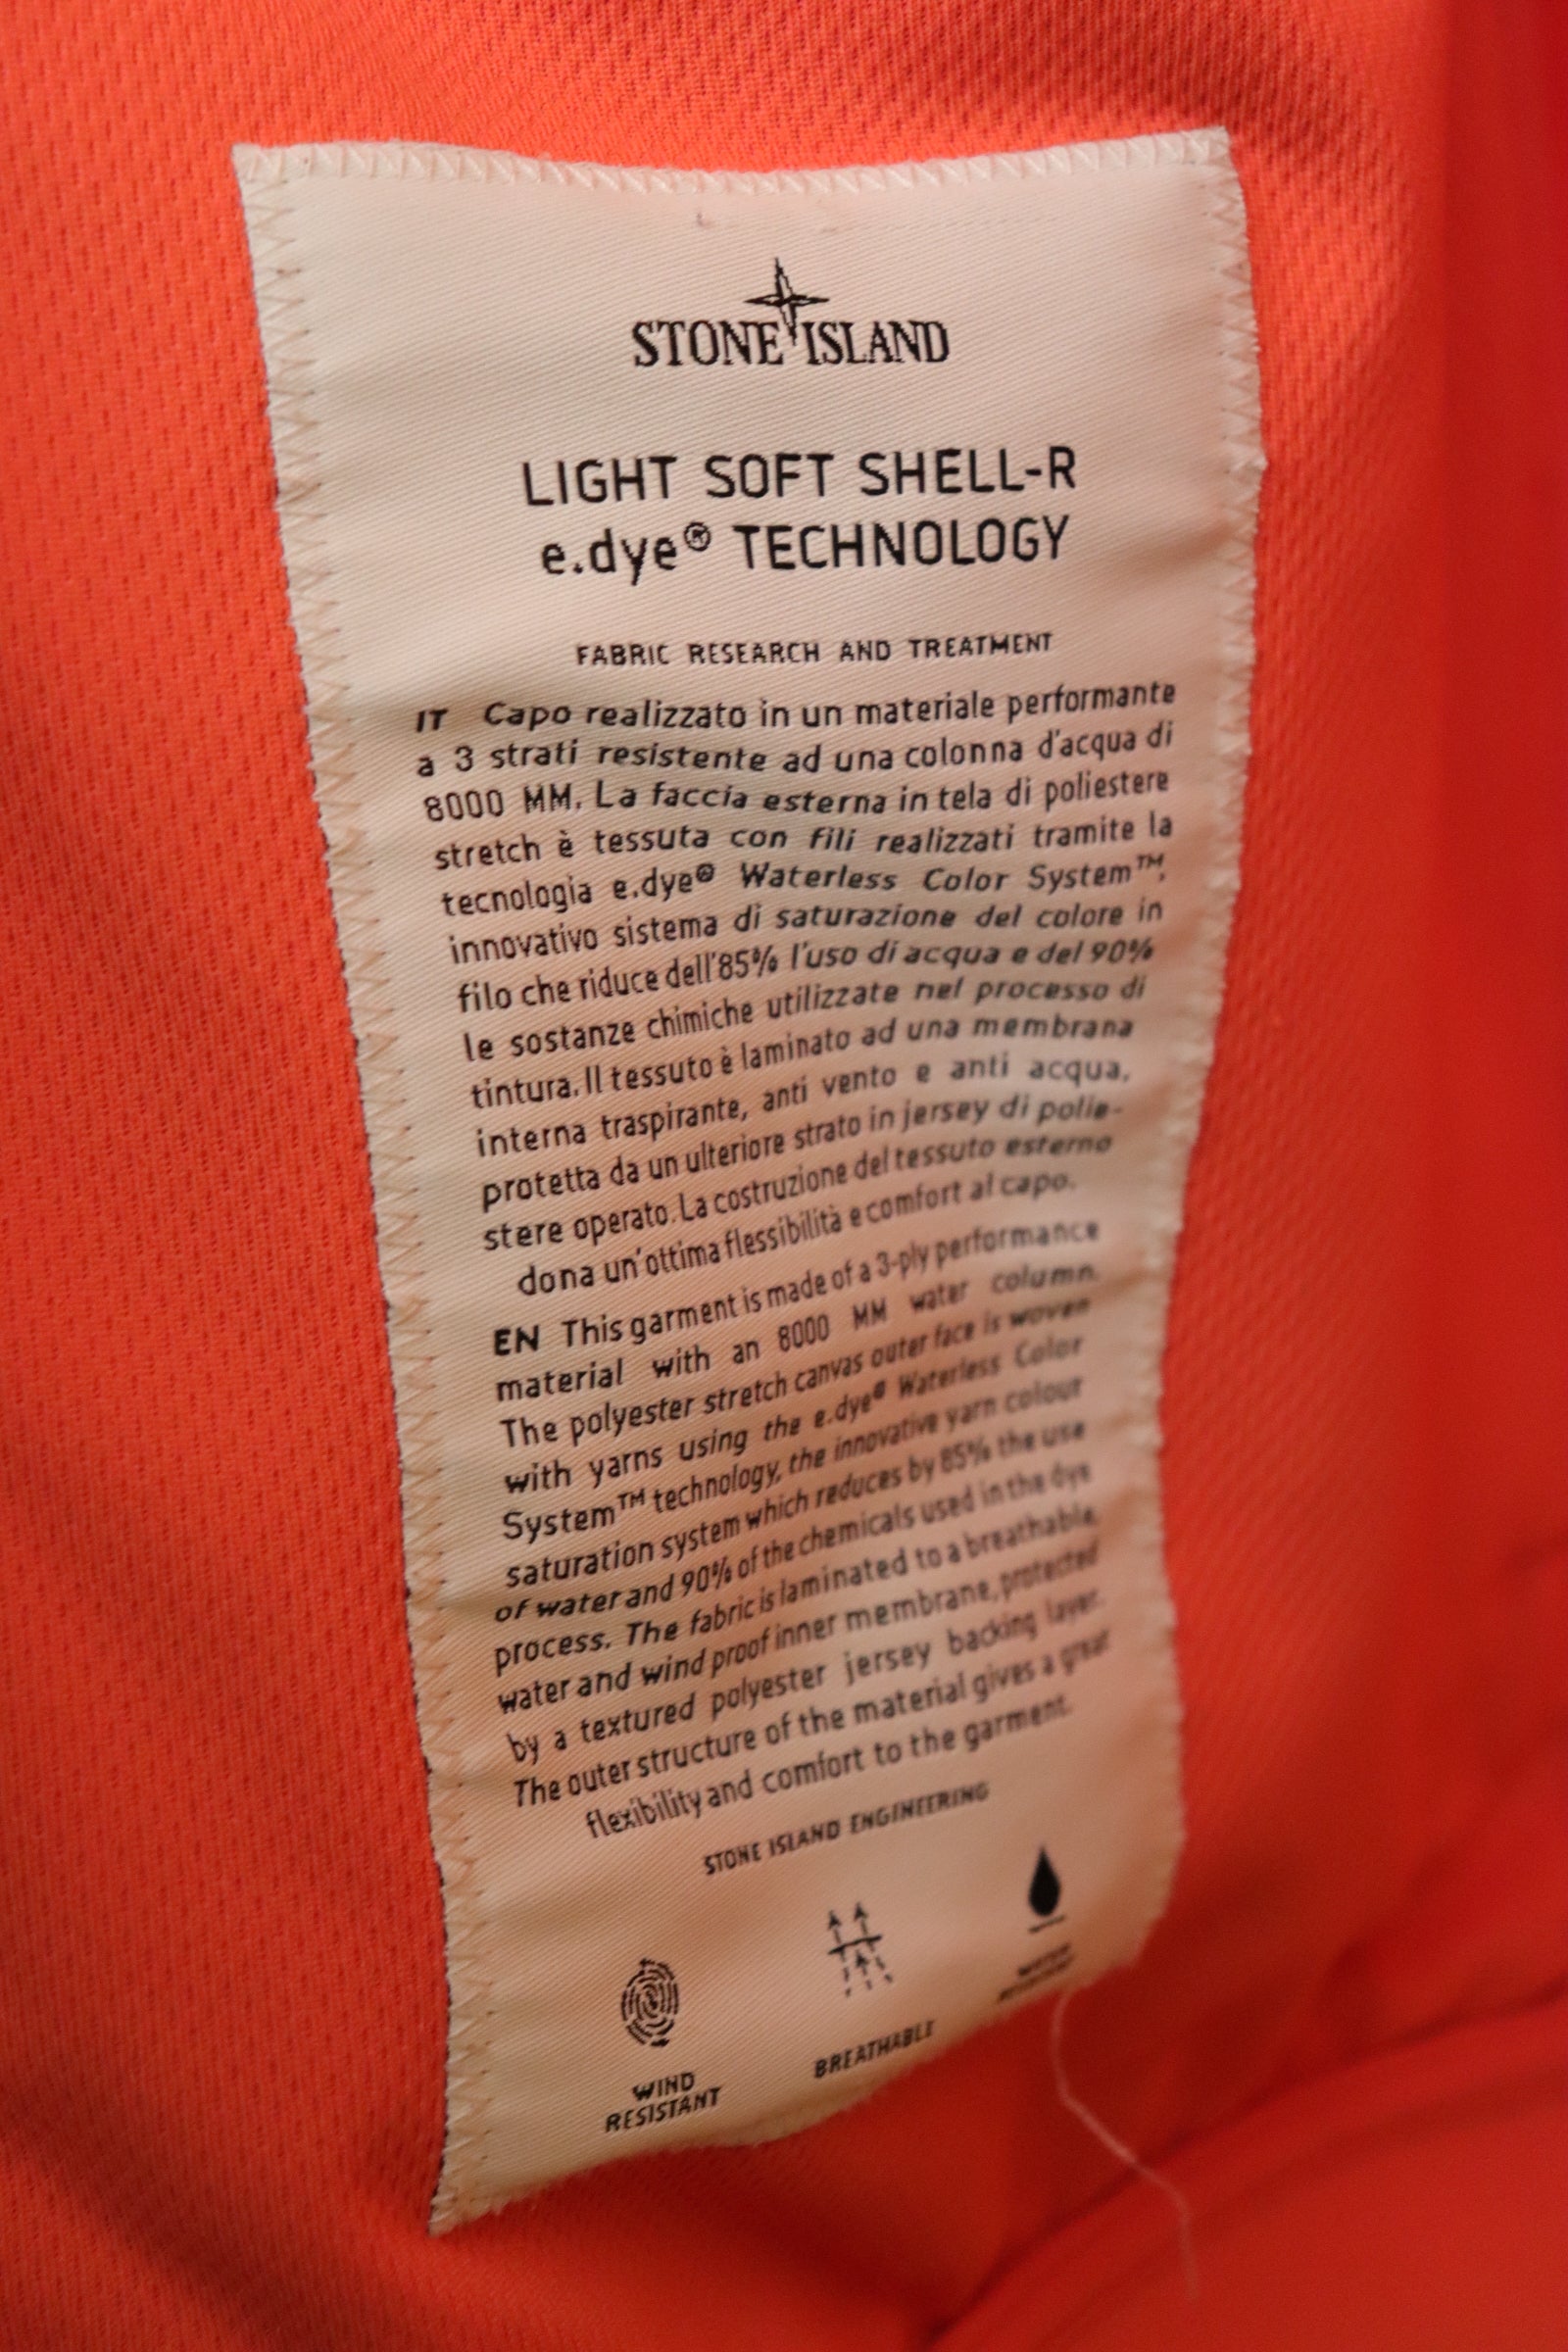 STONE ISLAND
LIGHT SOFT SHELL-R
e.dye® TECHNOLOGY
FABRIC RESEARCH AND TREATMENT
IT Capo realizzato in un materiale performante
a 3 strati resistente ad una colonna d'acqua di
8000 MM. La faccia esterna in tela di poliestere
stretch è tessuta con fili realizzati tramite la
tecnologia e.dye® Waterless Color System™,
innovativo sistema di saturazione del colore in
filo che riduce dell'85% l'uso di acqua e del 90%
le sostanze chimiche utilizzate nel processo di
tintura. Il tessuto è laminato ad una membrana
interna traspirante, anti vento e anti acqua,
protetta da un ulteriore strato in jersey di polie-
stere operato. La costruzione del tessuto esterno
dona un'ottima flessibilità e comfort al capo.
EN This garment is made of a 3-ply performance
material with an 8000 MM water column.
The polyester stretch canvas outer face is woven
with yarns using the e.dye® Waterless Color
System™ technology, the innovative yarn colour
saturation system which reduces by 85% the use
of water and 90% of the chemicals used in the dye
process. The fabric is laminated to a breathable,
water and wind proof inner membrane, protected
by a textured polyester jersey backing layer.
The outer structure of the material gives a great
flexibility and comfort to the garment.
STONE ISLAND ENGINEERING
WIND
RESISTANT
BREATHABLE
WATER
RESISTANT